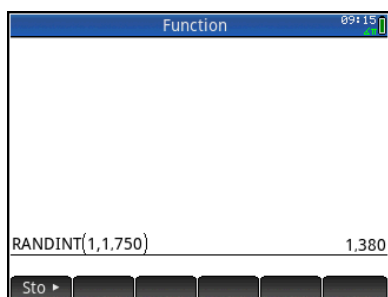 Function
09:15
∡π
RANDINT(1,1,750)
1,380
Sto ▸